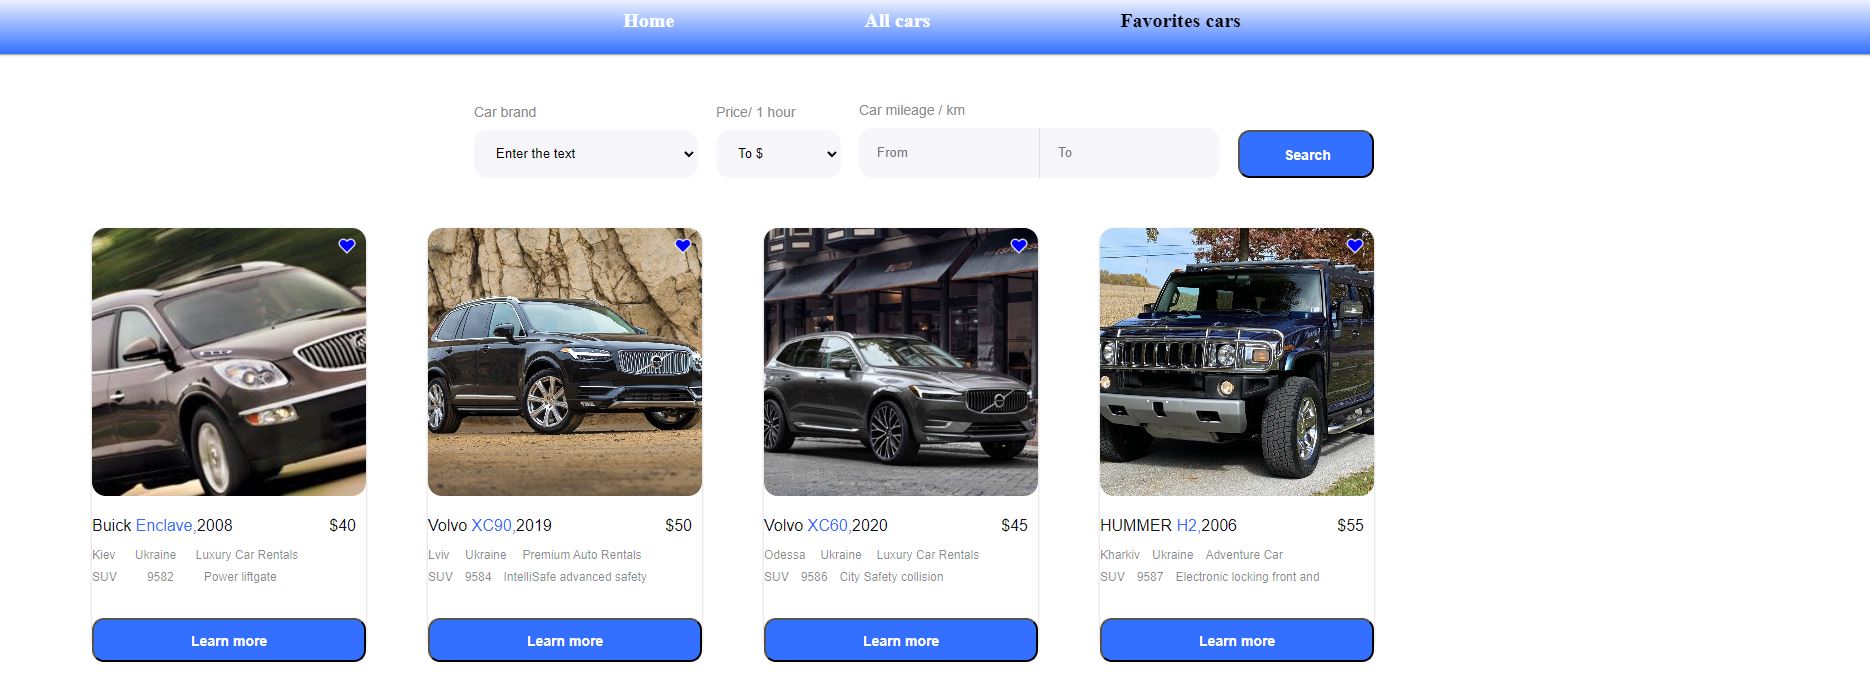 Home All cars Favorites cars
Car brand Price/ 1 hour Car mileage / km
Enter the text To $ From To Search
Buick Enclave,2008 $40
Kiev Ukraine Luxury Car Rentals
SUV 9582 Power liftgate
Learn more
Volvo XC90,2019 $50
Lviv Ukraine Premium Auto Rentals
SUV 9584 IntelliSafe advanced safety
Learn more
Volvo XC60,2020 $45
Odessa Ukraine Luxury Car Rentals
SUV 9586 City Safety collision
Learn more
HUMMER H2,2006 $55
Kharkiv Ukraine Adventure Car
SUV 9587 Electronic locking front and
Learn more